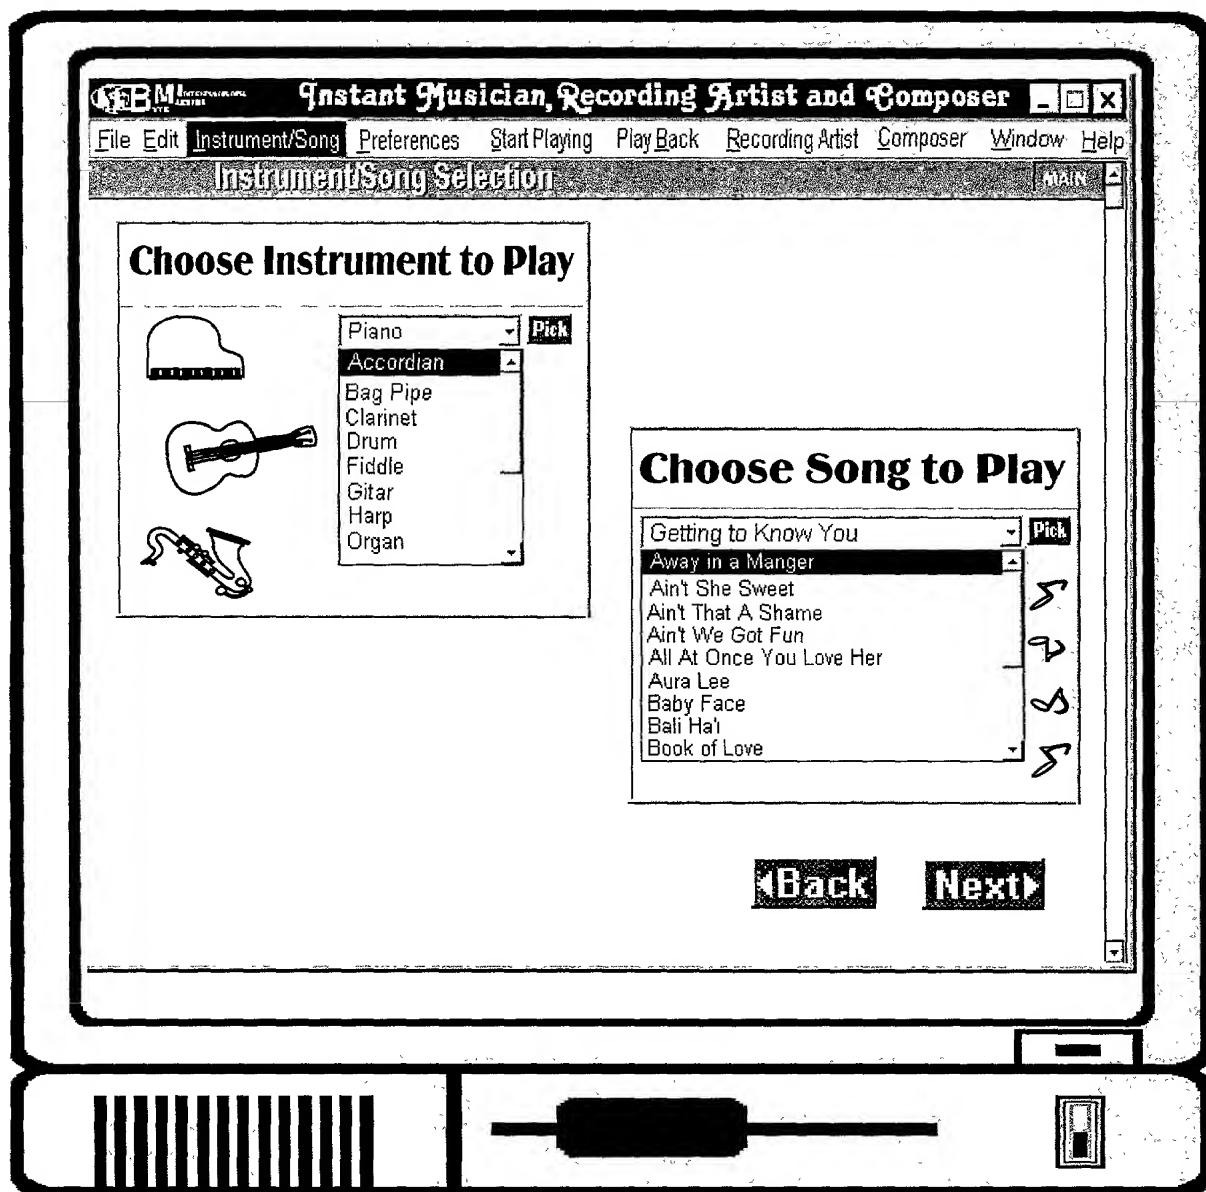 Instant Musician, Recording Artist and Composer
File Edit Instrument/Song Preferences Start Playing Play Back Recording Artist Composer Window Help
Instrument/Song Selection MAIN
Choose Instrument to Play
Piano Pick
Accordian
Bag Pipe
Clarinet
Drum
Fiddle
Gitar
Harp
Organ
Choose Song to Play
Getting to Know You Pick
Away in a Manger
Ain't She Sweet
Ain't That A Shame
Ain't We Got Fun
All At Once You Love Her
Aura Lee
Baby Face
Bali Ha'i
Book of Love
Back Next